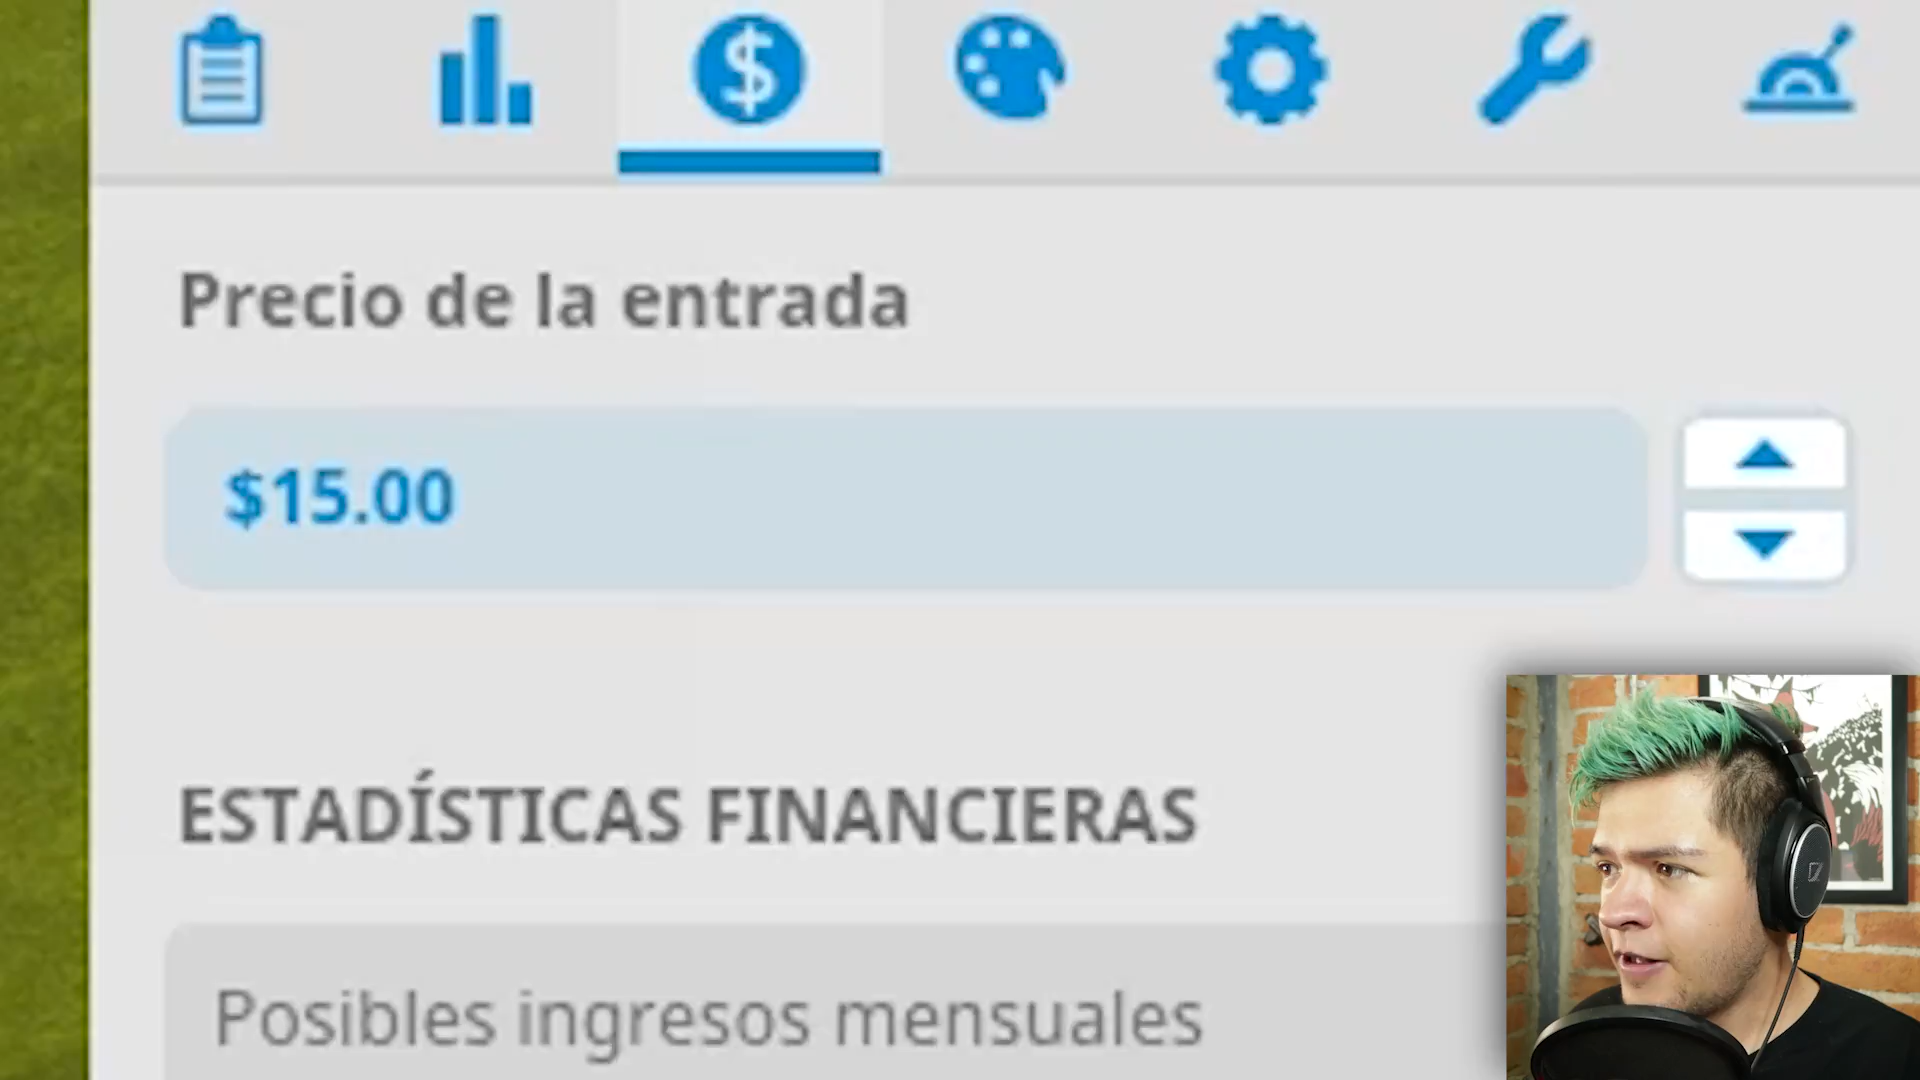 Precio de la entrada
$15.00
ESTADÍSTICAS FINANCIERAS
Posibles ingresos mensuales